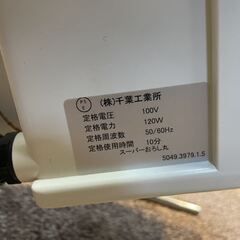 PS
E
(株)千葉工業所
定格電圧 100V
定格電力 120W
定格周波数 50/60Hz
定格使用時間 10分
スーパーおろし丸
5049.3979.1.5